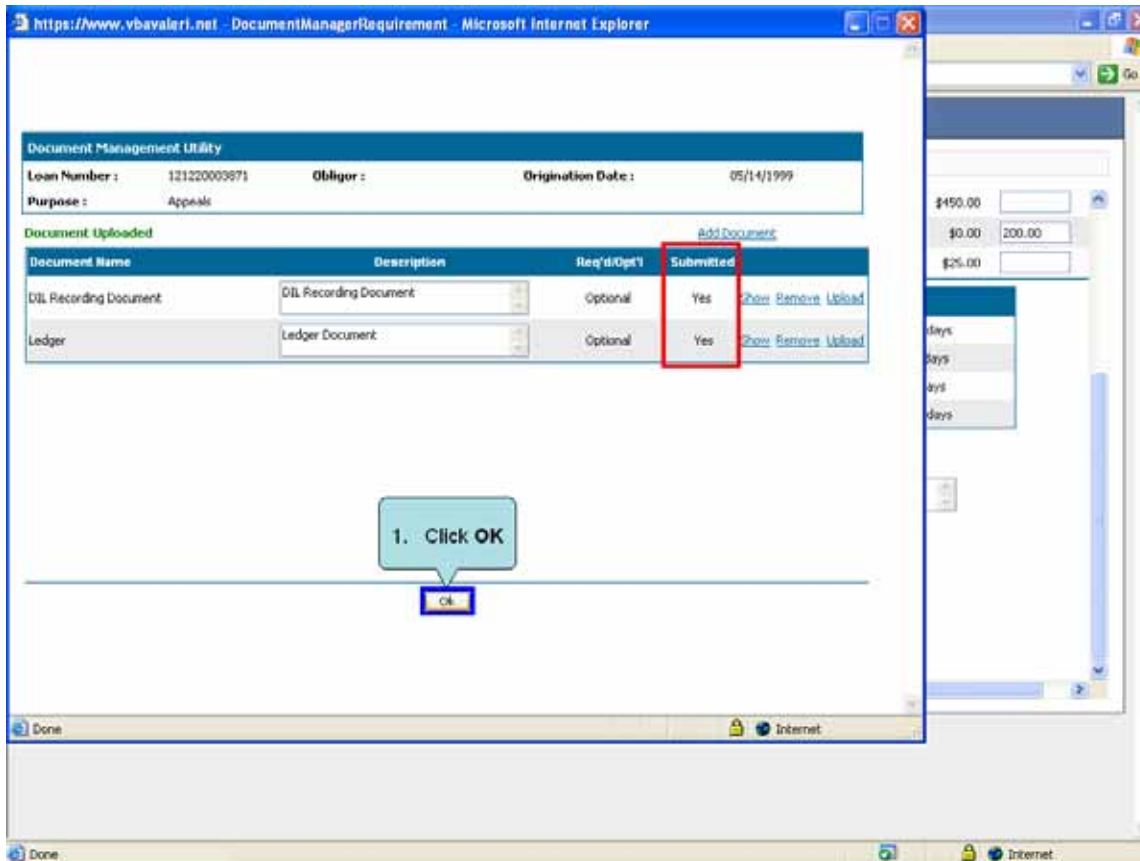 https://www.vbavaleri.net - DocumentManagerRequirement - Microsoft Internet Explorer
Go
Document Management Utility
Loan Number : 121220003871 Obligor : Origination Date : 05/14/1999
Purpose : Appeals
$450.00
Document Uploaded Add Document
$0.00 200.00
Document Name Description Req'd/Opt'l Submitted
$25.00
DIL Recording Document DIL Recording Document Optional Yes Show Remove Upload
days
Ledger Ledger Document Optional Yes Show Remove Upload
days
days
days
1. Click OK
Ok
Done Internet
Done Internet